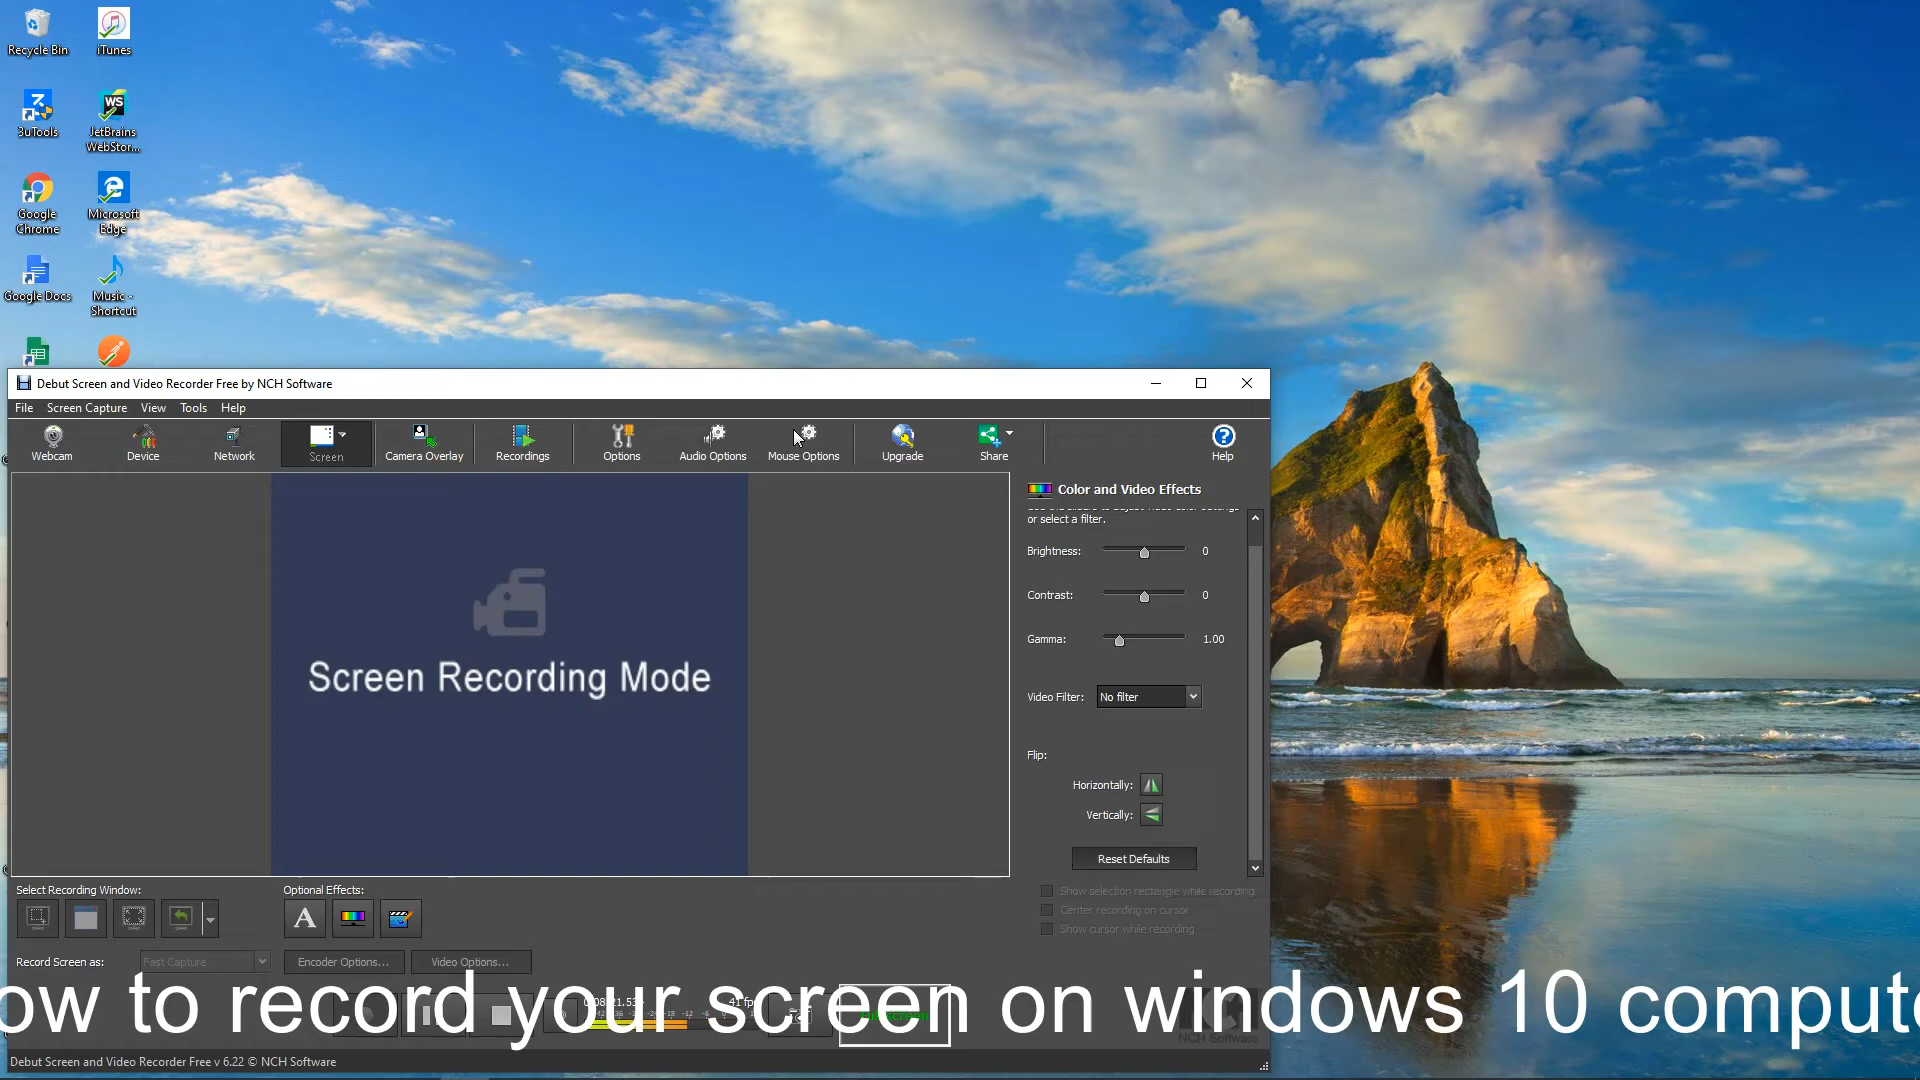 Recycle Bin
iTunes
3uTools
WS
JetBrains
WebStor...
Google
Chrome
Microsoft
Edge
Google Docs
Music -
Shortcut
Debut Screen and Video Recorder Free by NCH Software
File Screen Capture View Tools Help
Webcam Device Network Screen Camera Overlay Recordings Options Audio Options Mouse Options Upgrade Share Help
Color and Video Effects
or select a filter.
Brightness: 0
Contrast: 0
Gamma: 1.00
Video Filter: No filter
Flip:
Horizontally:
Vertically:
Reset Defaults
Screen Recording Mode
Select Recording Window:
Optional Effects:
A
Show selection rectangle while recording
Center recording on cursor
Show cursor while recording
Record Screen as: Fast Capture Encoder Options... Video Options...
ow to record your screen on windows 10 compute
NCH Software
Debut Screen and Video Recorder Free v 6.22 © NCH Software